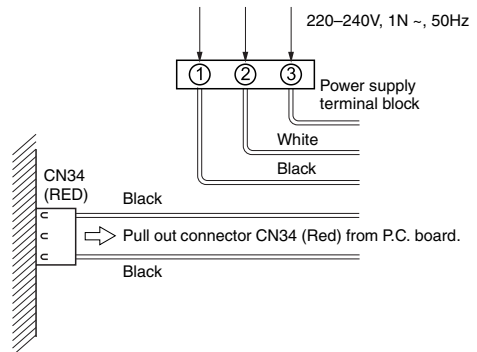 220–240V, 1N ~, 50Hz
1 2 3
Power supply
terminal block
White
Black
CN34
(RED)
Black
Pull out connector CN34 (Red) from P.C. board.
Black